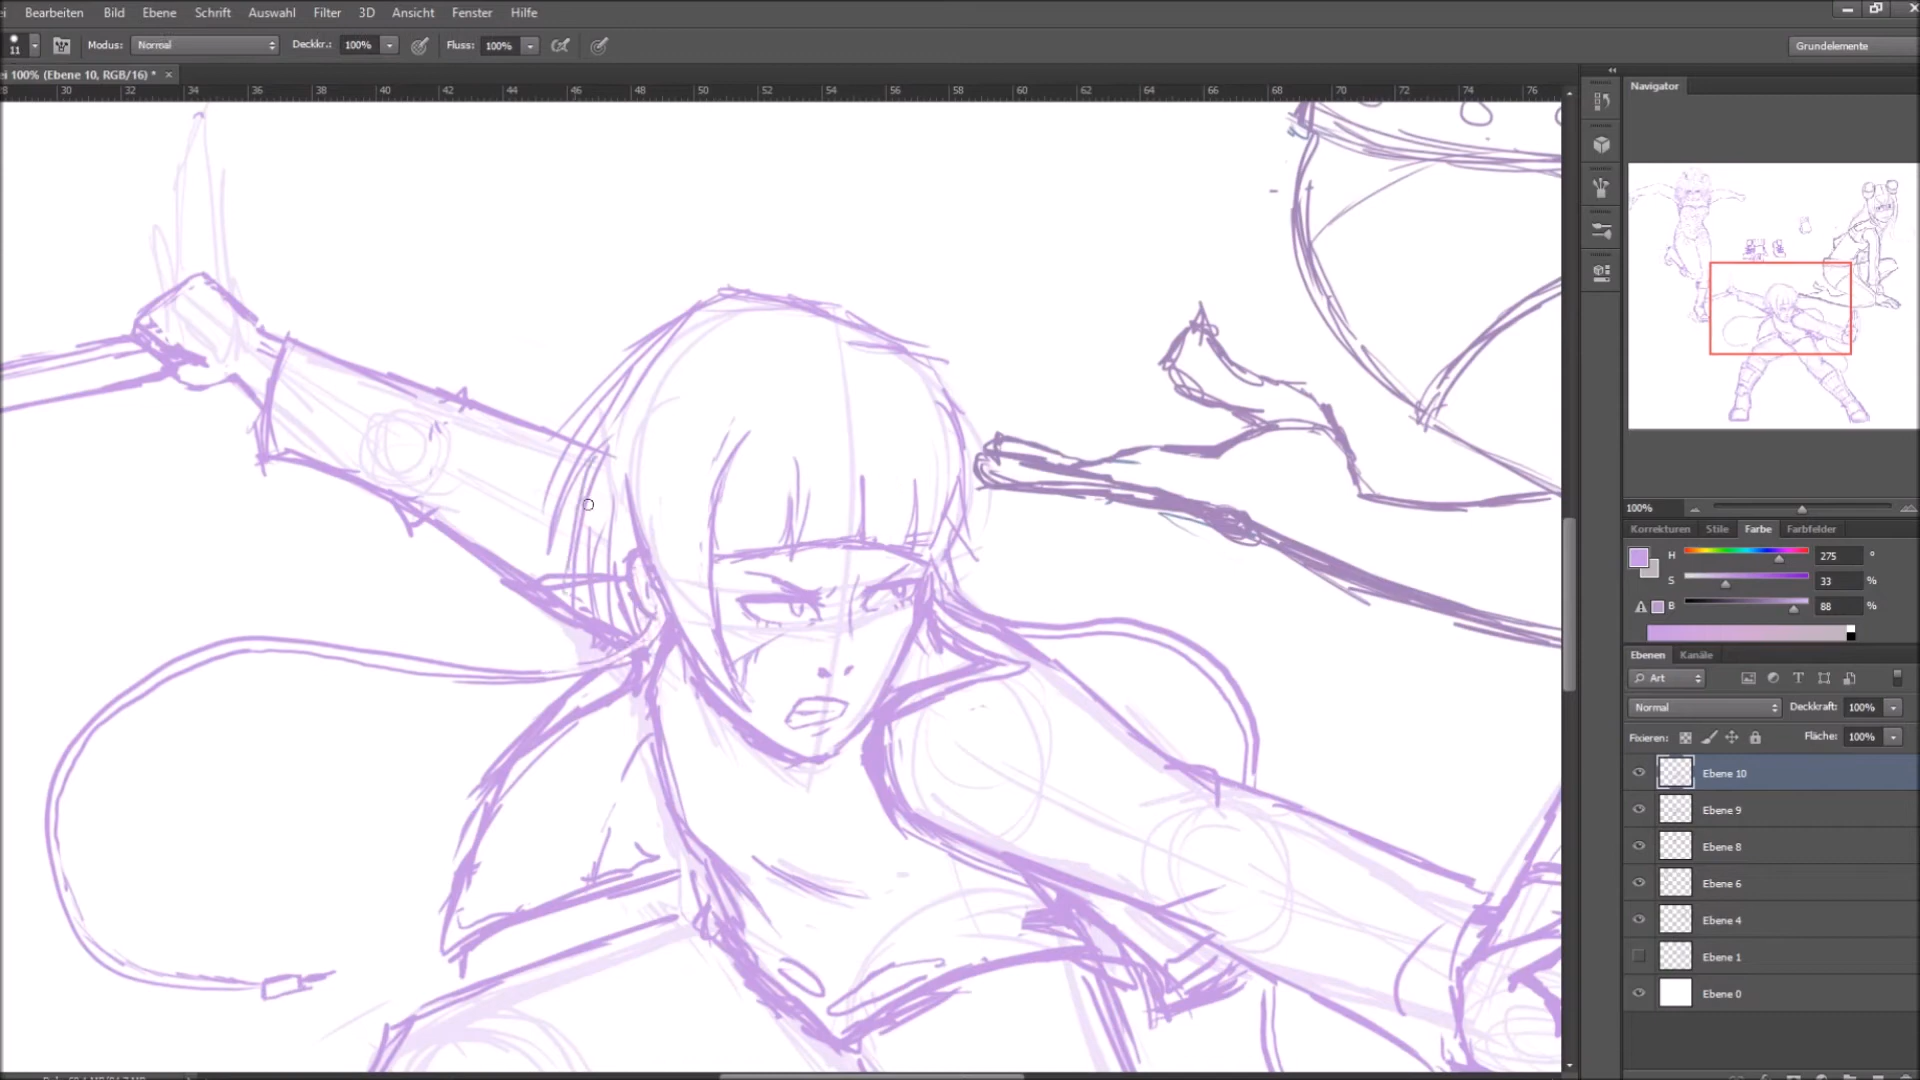 Bearbeiten Bild Ebene Schrift Auswahl Filter 3D Ansicht Fenster Hilfe
11 Modus: Normal Deckkr.: 100% Fluss: 100% Grundelemente
ei 100% (Ebene 10, RGB/16) * ×
30 32 34 36 38 40 42 44 46 48 50 52 54 56 58 60 62 64 66 68 70 72 74 76
Navigator
100%
Korrekturen Stile Farbe Farbfelder
H 275 °
S 33 %
B 88 %
Ebenen Kanäle
Art
Normal Deckkraft: 100%
Fixieren: Fläche: 100%
Ebene 10
Ebene 9
Ebene 8
Ebene 6
Ebene 4
Ebene 1
Ebene 0